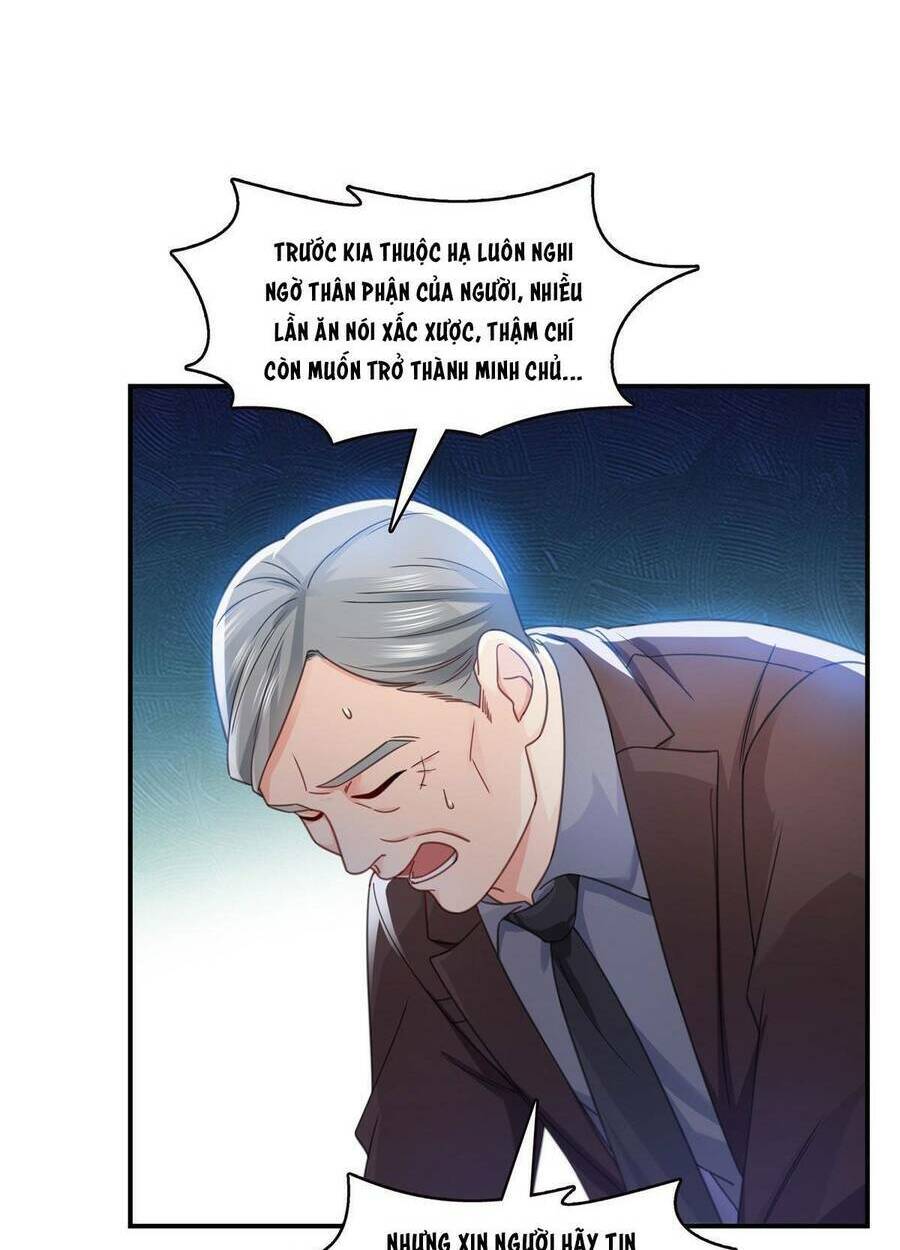 TRƯỚC KIA THUỘC HẠ LUÔN NGHI
NGỜ THÂN PHẬN CỦA NGƯỜI, NHIỀU
LẦN ĂN NÓI XẤC XƯỢC, THẬM CHÍ
CÒN MUỐN TRỞ THÀNH MINH CHỦ...
NHƯNG XIN NGƯỜI HÃY TIN